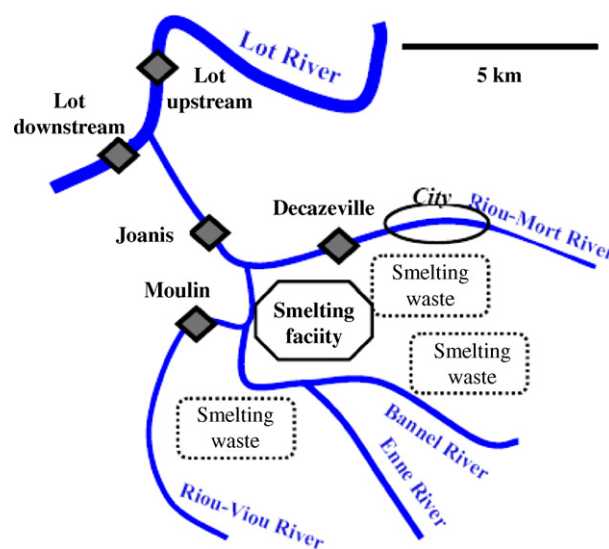 Lot River
5 km
Lot
upstream
Lot
downstream
City
Riou-Mort River
Decazeville
Joanis
Moulin
Smelting
waste
Smelting
faciity
Smelting
waste
Smelting
waste
Bannel River
Enne River
Riou-Viou River